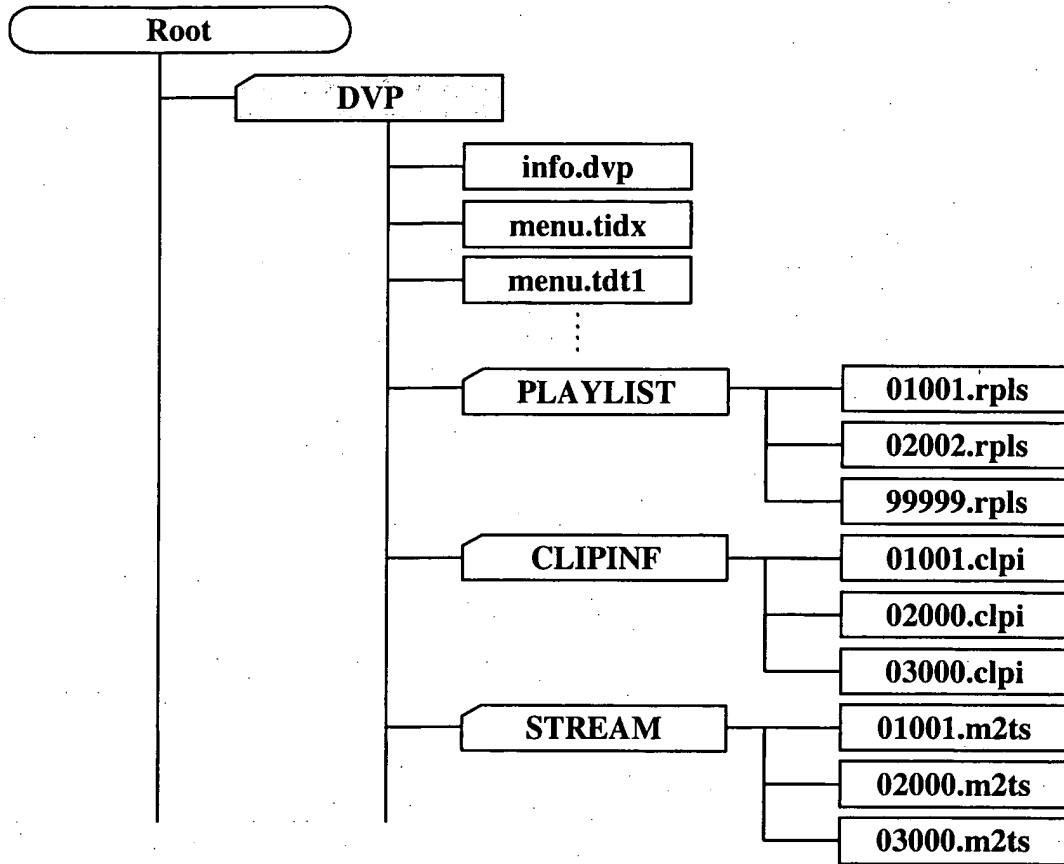 Root
DVP
info.dvp
menu.tidx
menu.tdt1
PLAYLIST
01001.rpls
02002.rpls
99999.rpls
CLIPINF
01001.clpi
02000.clpi
03000.clpi
STREAM
01001.m2ts
02000.m2ts
03000.m2ts